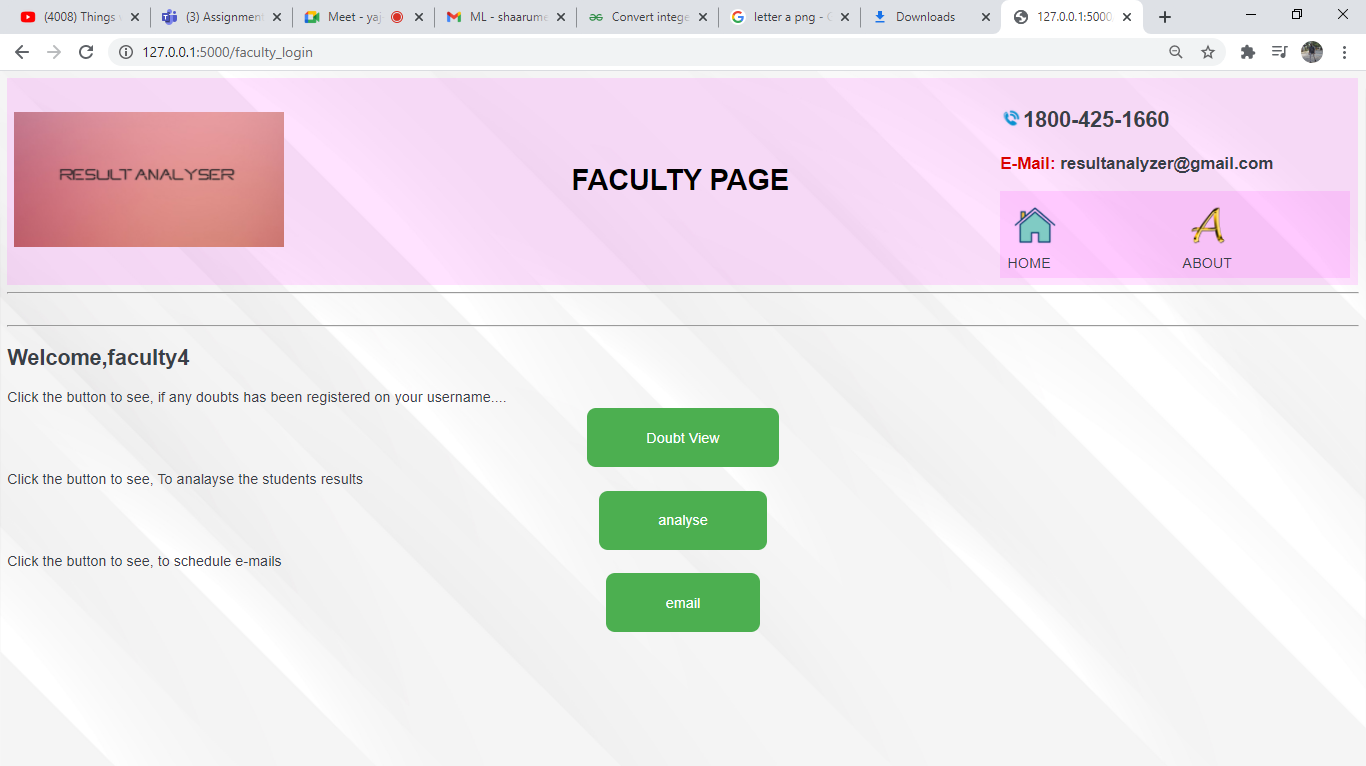 (4008) Things
(3) Assignment
Meet - yaj
ML - shaarume
Convert intege
letter a png -
Downloads
127.0.0.1:5000
127.0.0.1:5000/faculty_login
RESULT ANALYSER
FACULTY PAGE
1800-425-1660
E-Mail: resultanalyzer@gmail.com
HOME
ABOUT
Welcome,faculty4
Click the button to see, if any doubts has been registered on your username....
Doubt View
Click the button to see, To analayse the students results
analyse
Click the button to see, to schedule e-mails
email